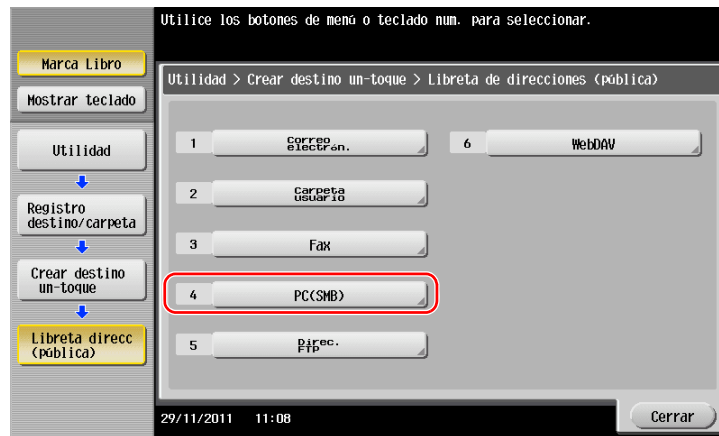 Utilice los botones de menú o teclado num. para seleccionar.
Marca Libro
Mostrar teclado
Utilidad
Registro
destino/carpeta
Crear destino
un-toque
Libreta direcc
(pública)
Utilidad > Crear destino un-toque > Libreta de direcciones (pública)
1 Correo
electrón.
6 WebDAV
2 Carpeta
usuario
3 Fax
4 PC(SMB)
5 Direc.
FTP
29/11/2011 11:08
Cerrar